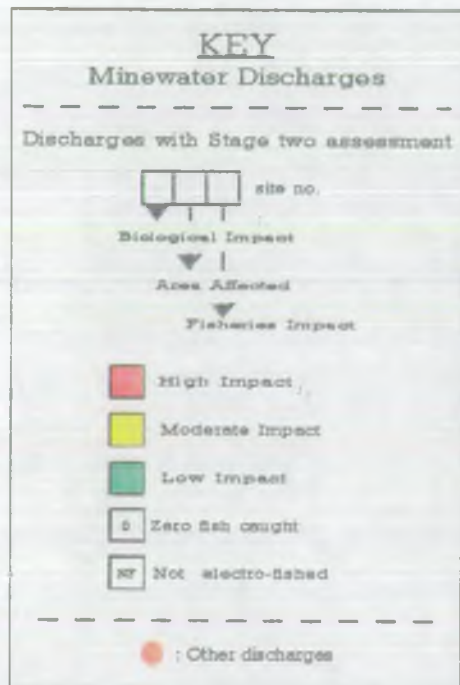 KEY
Minewater Discharges
Discharges with Stage two assessment
site no.
Biological Impact
Area Affected
Fisheries Impact
High Impact
Moderate Impact
Low Impact
0 Zero fish caught
NF Not electro-fished
: Other discharges